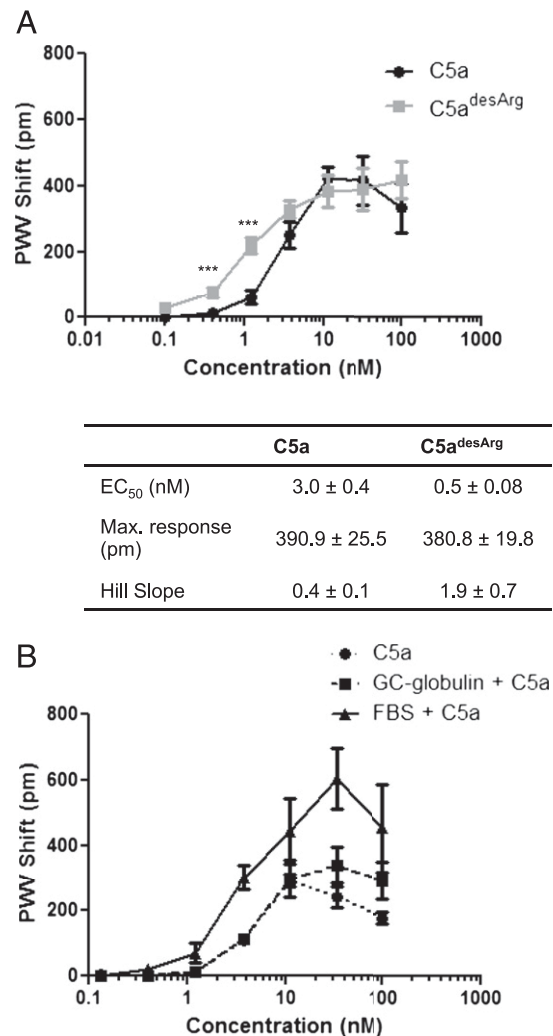 A
C5a
C5a^desArg
800
600
400
200
0
PWV Shift (pm)
***
***
0.01 0.1 1 10 100 1000
Concentration (nM)
C5a C5a^desArg
EC₅₀ (nM) 3.0 ± 0.4 0.5 ± 0.08
Max. response (pm) 390.9 ± 25.5 380.8 ± 19.8
Hill Slope 0.4 ± 0.1 1.9 ± 0.7
B
C5a
GC-globulin + C5a
FBS + C5a
800
600
400
200
0
PWV Shift (pm)
0.1 1 10 100 1000
Concentration (nM)